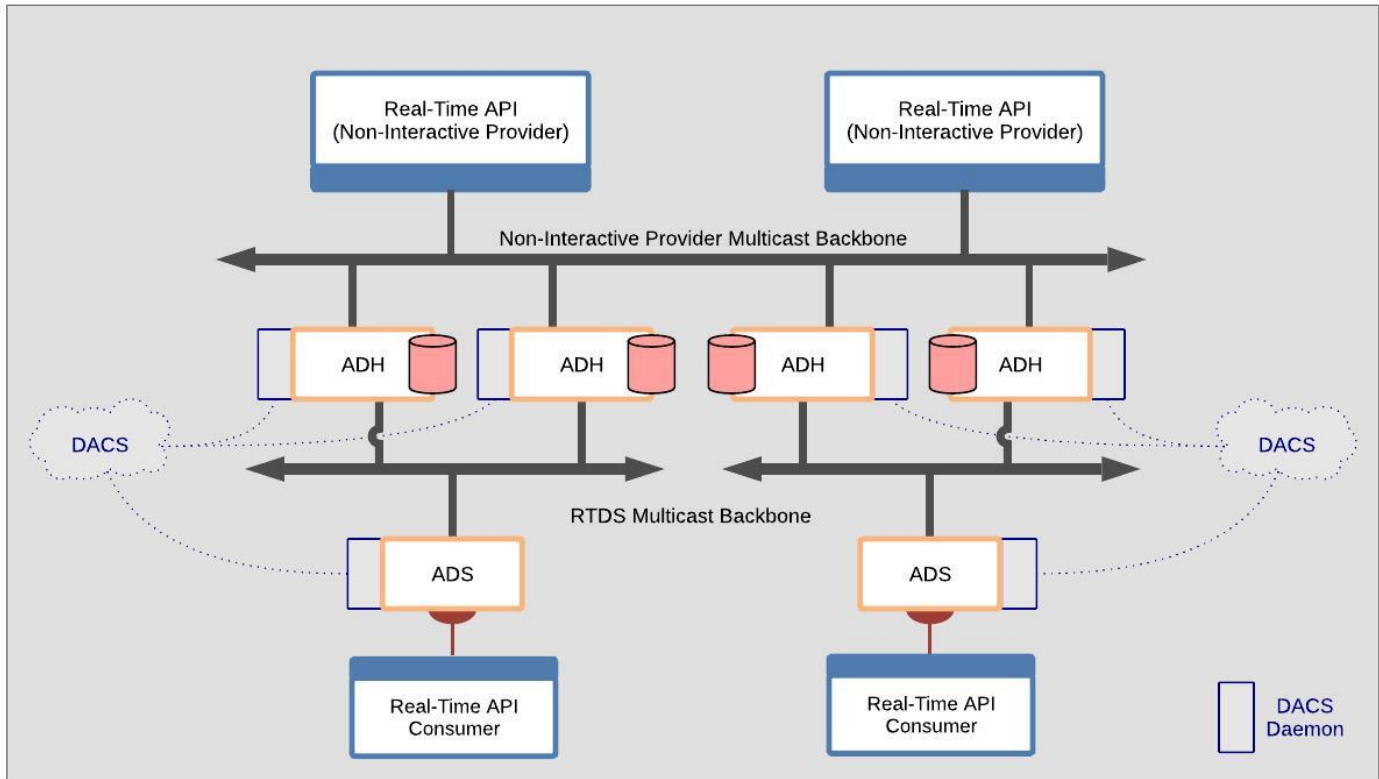 Real-Time API
(Non-Interactive Provider)
Real-Time API
(Non-Interactive Provider)
Non-Interactive Provider Multicast Backbone
ADH
ADH
ADH
ADH
DACS
DACS
RTDS Multicast Backbone
ADS
ADS
Real-Time API
Consumer
Real-Time API
Consumer
DACS
Daemon